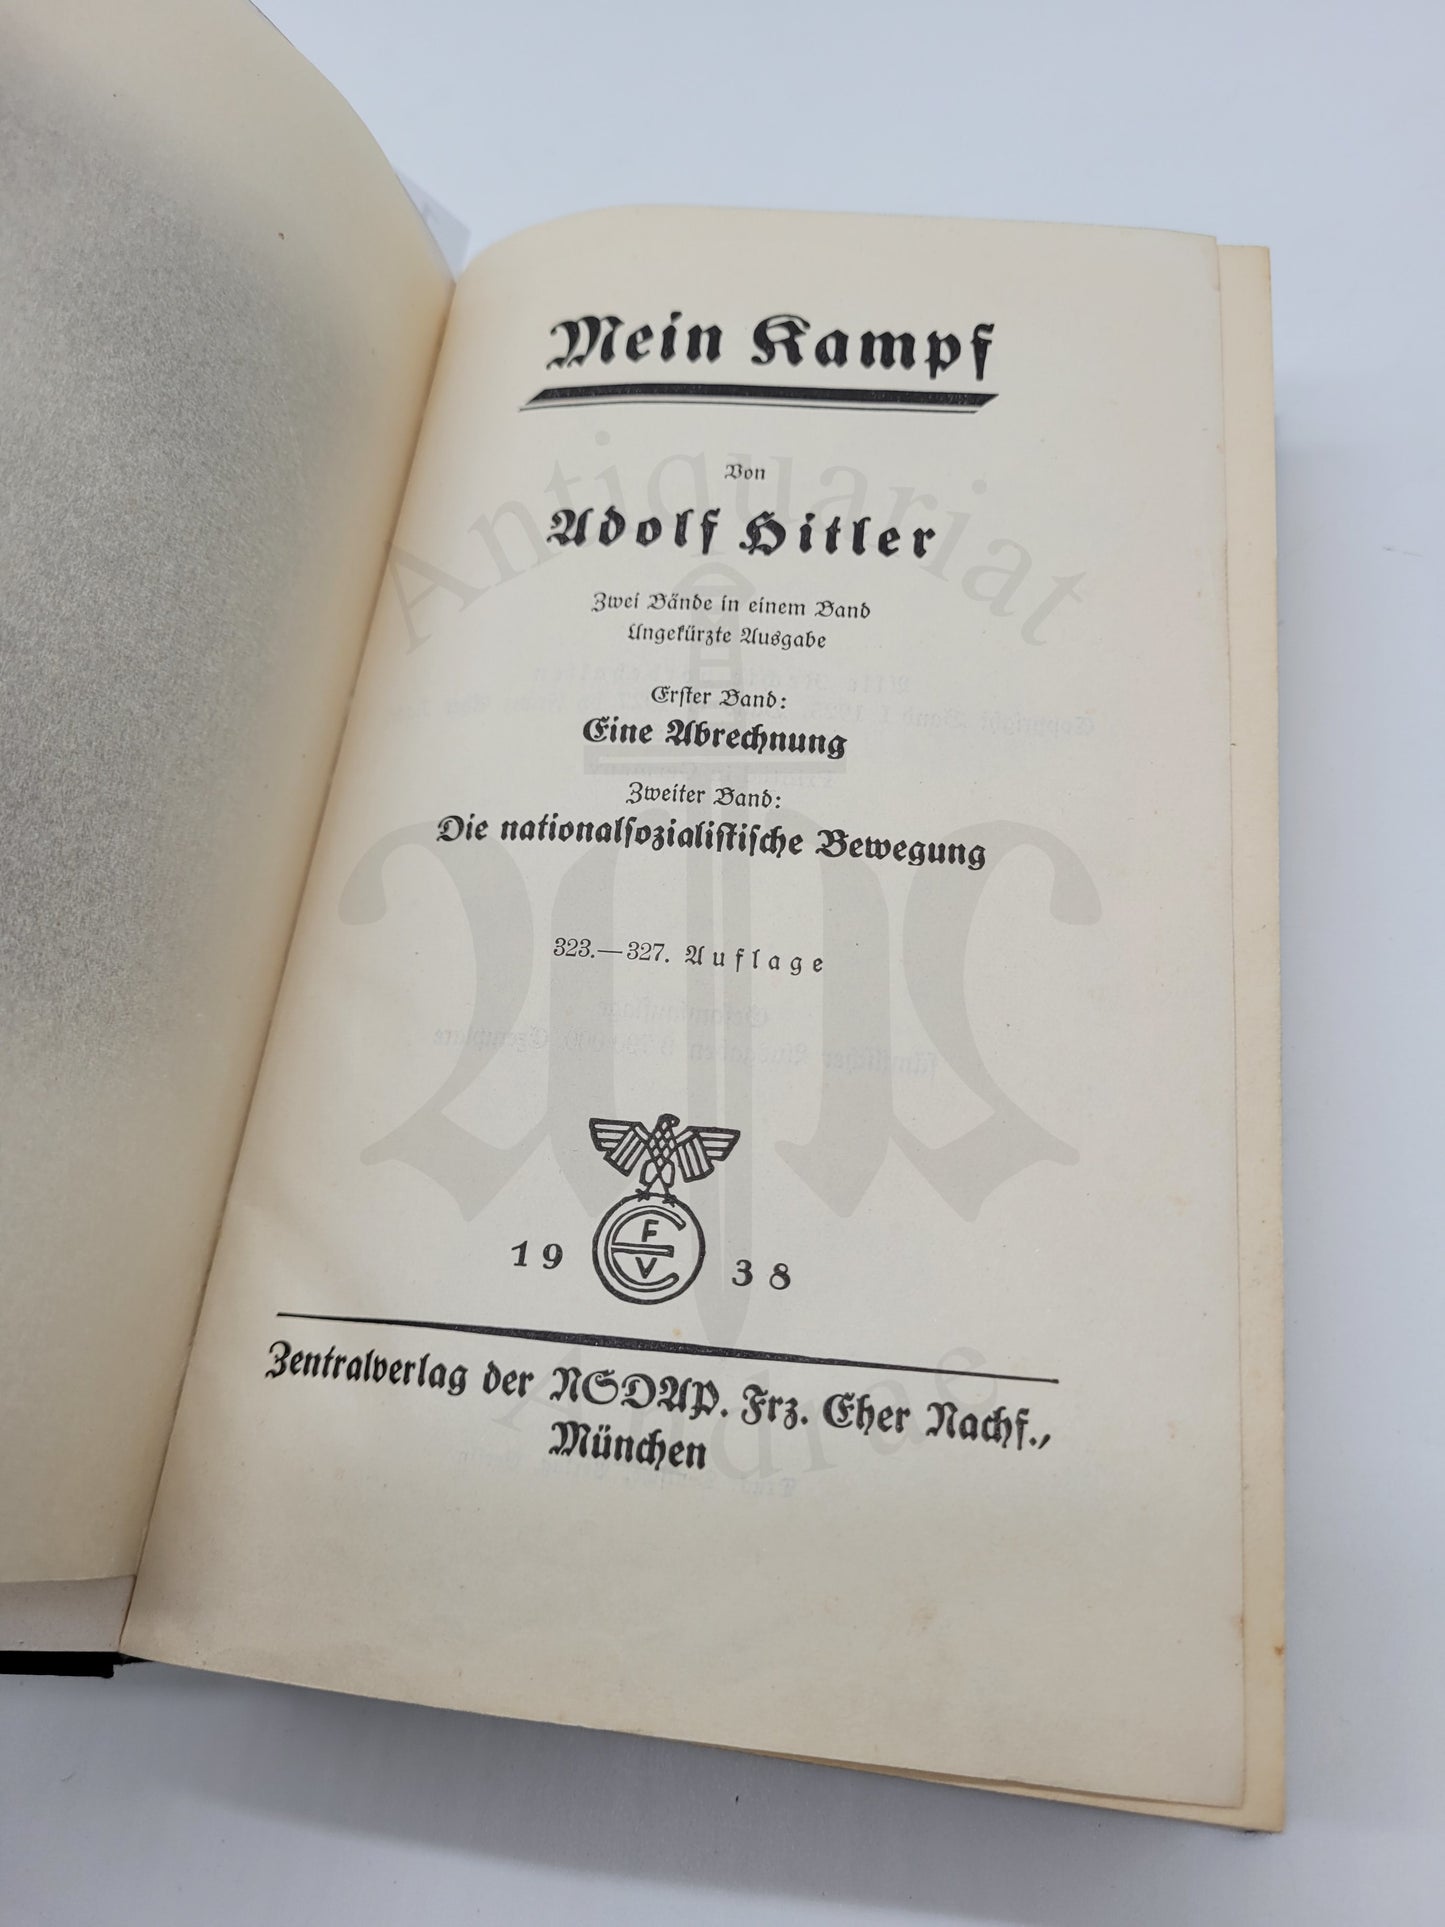 Mein Kampf
Von
Adolf Hitler
Zwei Bände in einem Band
Ungekürzte Ausgabe
Erster Band:
Eine Abrechnung
Zweiter Band:
Die nationalsozialistische Bewegung
323.—327. Auflage
F
E
V
19 38
Zentralverlag der NSDAP. Frz. Eher Nachf.,
München
Antiquariat